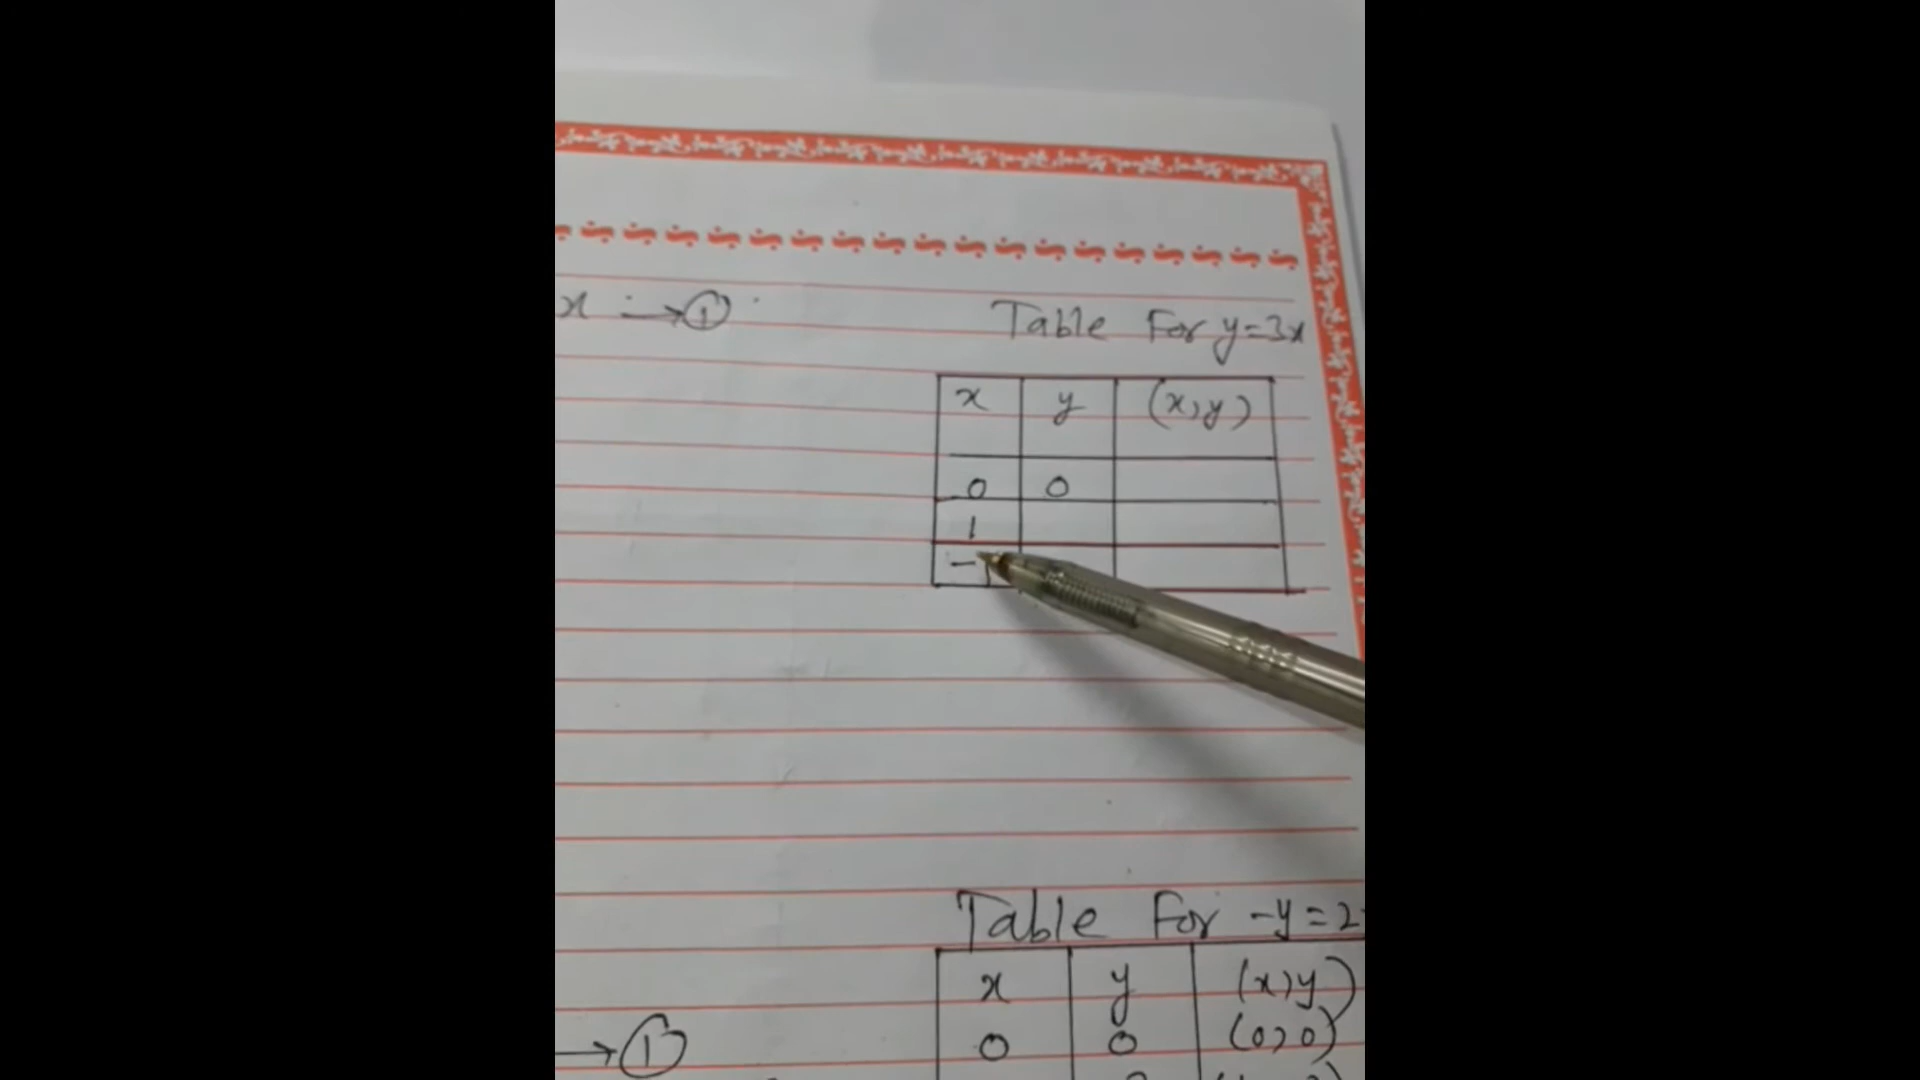 x → ①
Table For y=3x
x y (x,y)
0 0
1
-1
Table For -y=2
x y (x,y)
→ ① 0 0 (0,0)